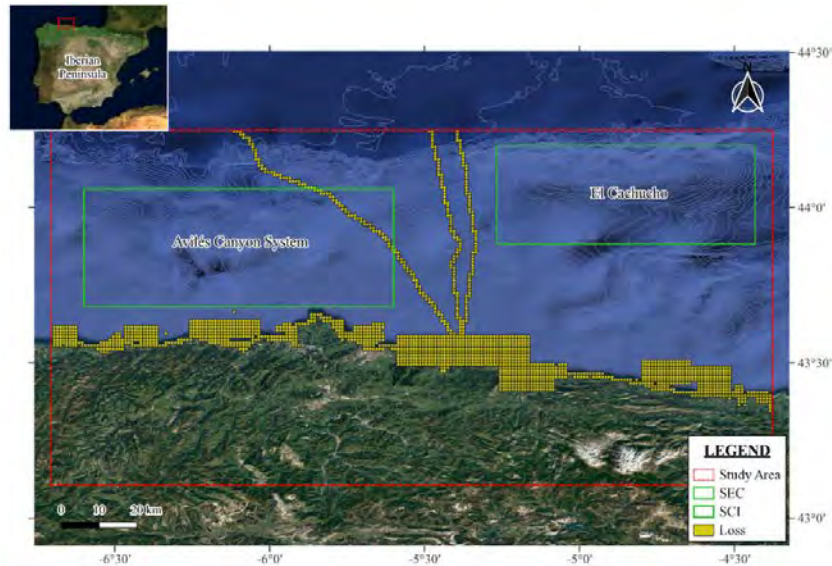 Iberian
Peninsula
44°30'
N
El Cachucho
44°0'
Avilés Canyon System
43°30'
LEGEND
Study Area
SEC
SCI
Loss
0 10 20 km
43°0'
-6°30' -6°0' -5°30' -5°0' -4°30'